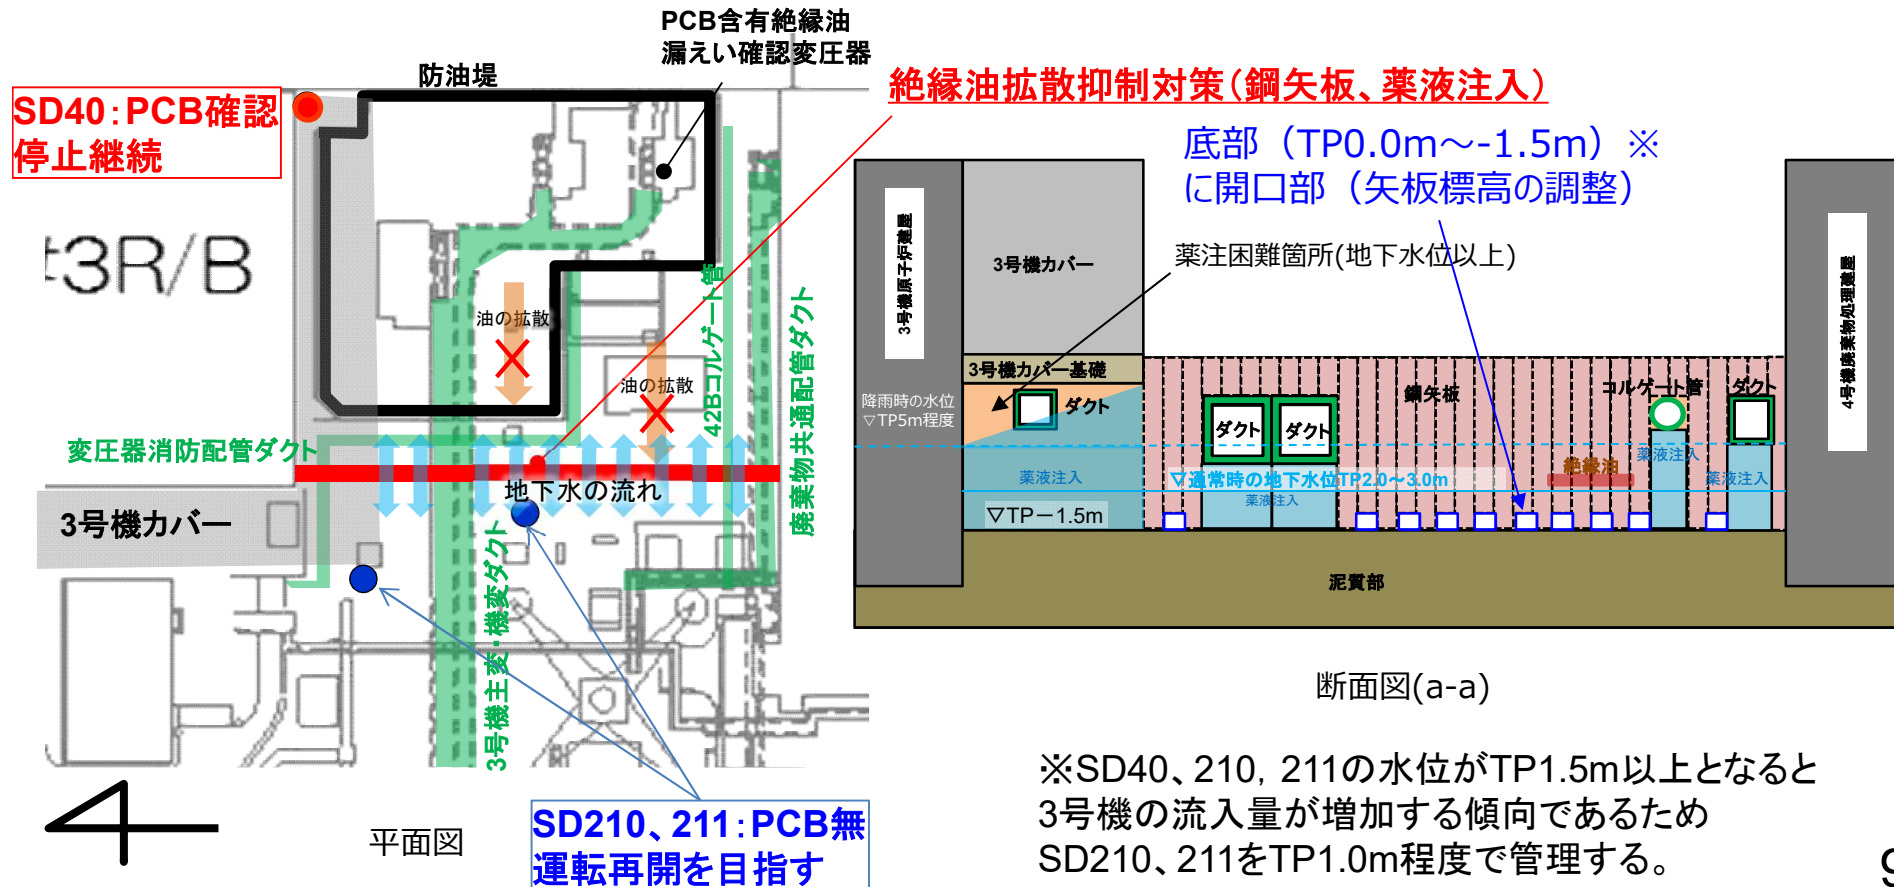 PCB含有絶縁油
漏えい確認変圧器
防油堤
SD40:PCB確認
停止継続
3R/B
油の拡散
油の拡散
42Bコルゲート管
廃棄物共通配管ダクト
変圧器消防配管ダクト
地下水の流れ
3号機カバー
3号機主変・機変ダクト
平面図
SD210、211:PCB無
運転再開を目指す
絶縁油拡散抑制対策(鋼矢板、薬液注入)
底部（TP0.0m～-1.5m）※
に開口部（矢板標高の調整）
薬注困難箇所(地下水位以上)
3号機原子炉建屋
3号機カバー
3号機カバー基礎
ダクト
降雨時の水位
▽TP5m程度
鋼矢板
コルゲート管
ダクト
ダクト
ダクト
4号機廃棄物処理建屋
絶縁油
薬液注入
薬液注入
薬液注入
▽通常時の地下水位TP2.0～3.0m
薬液注入
▽TP－1.5m
泥質部
断面図(a-a)
※SD40、210, 211の水位がTP1.5m以上となると
3号機の流入量が増加する傾向であるため
SD210、211をTP1.0m程度で管理する。